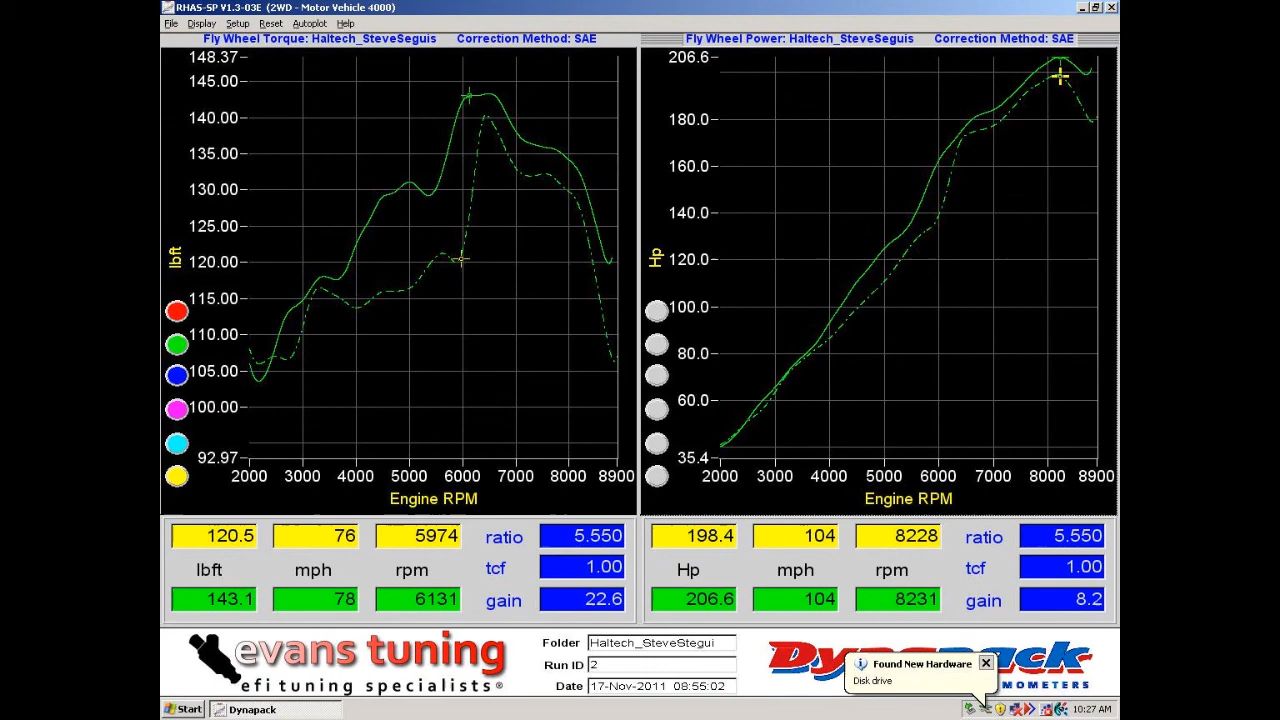 RHAS-SP V1.3-03E (2WD - Motor Vehicle 4000)
File Display Setup Reset Autoplot Help
Fly Wheel Torque: Haltech_SteveSeguis Correction Method: SAE
Fly Wheel Power: Haltech_SteveSeguis Correction Method: SAE
148.37
145.00
140.00
135.00
130.00
125.00
120.00
115.00
110.00
105.00
100.00
92.97
lbft
2000 3000 4000 5000 6000 7000 8000 8900
Engine RPM
206.6
180.0
160.0
140.0
120.0
100.0
80.0
60.0
35.4
Hp
2000 3000 4000 5000 6000 7000 8000 8900
Engine RPM
120.5 76 5974 ratio 5.550
lbft mph rpm tcf 1.00
143.1 78 6131 gain 22.6
198.4 104 8228 ratio 5.550
Hp mph rpm tcf 1.00
206.6 104 8231 gain 8.2
evans tuning
efi tuning specialists®
Folder Haltech_SteveStegui
Run ID 2
Date 17-Nov-2011 08:55:02
Found New Hardware
Disk drive
Start Dynapack 10:27 AM